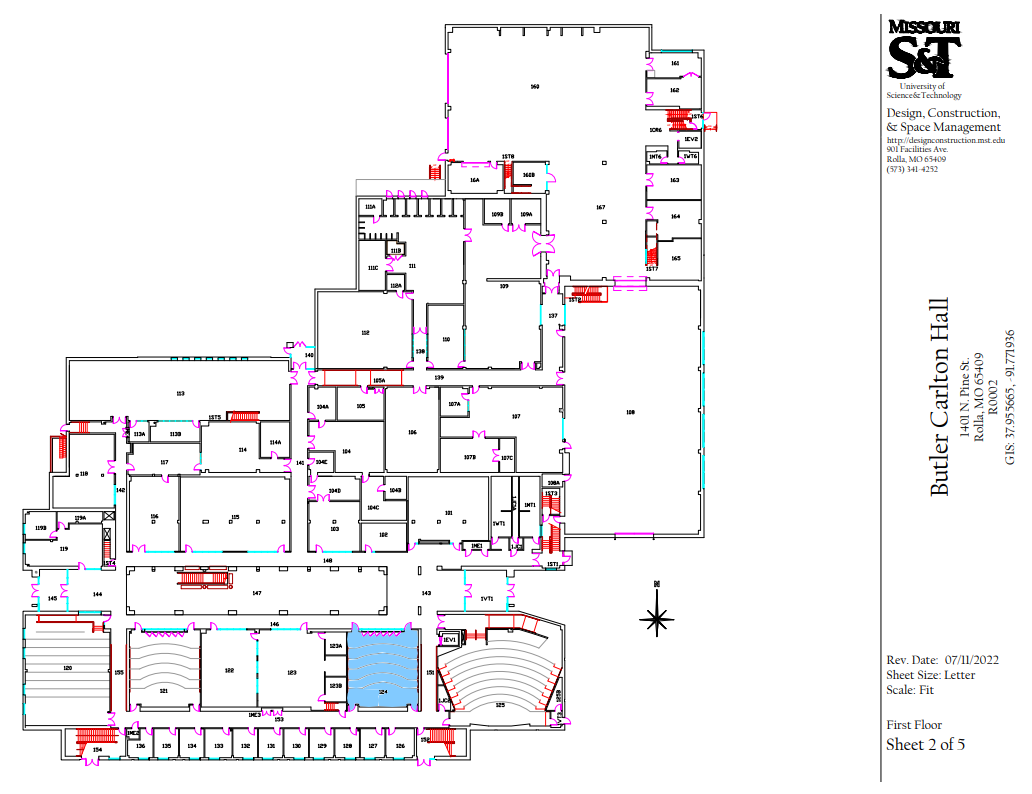 160
161
162
1ST6
1CR6
1EV2
1MT6
1WT6
1ST8
16A
160B
163
167
164
165
1ST7
111A
109B
109A
111B
111C
111
112A
109
137
112
110
138
140
105A
139
108
113
104A
105
107A
107
1ST5
106
113A
113B
114
114A
104
117
141
104E
107B
107C
118
142
104D
104B
108A
1ST3
104C
101
1MT1
116
115
1WT1
119A
119B
103
102
119
1ME1
1ST4
148
1ST1
145
144
147
143
1VT1
146
1EV1
123A
120
155
122
123
151
121
123B
124
125
125B
1ME3
153
1ME2
154
136
135
134
133
132
131
130
129
128
127
126
152
MISSOURI
S&T
University of
Science&Technology
Design, Construction,
& Space Management
http://designconstruction.mst.edu
901 Facilities Ave.
Rolla, MO 65409
(573) 341-4252
Butler Carlton Hall
1401 N. Pine St.
Rolla, MO 65409
R0002
GIS: 37.955665, -91.771936
N
Rev. Date: 07/11/2022
Sheet Size: Letter
Scale: Fit
First Floor
Sheet 2 of 5